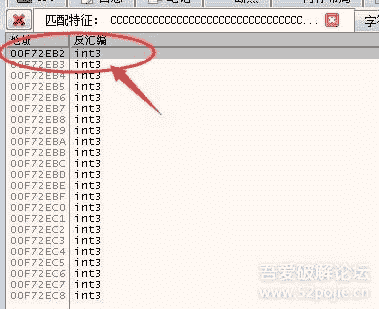 匹配特征: CCCCCCCCCCCCCCCCCCCCCCCCCCCCCCCC... 字
地址 反汇编
00F72EB2 int3
00F72EB3 int3
00F72EB4 int3
00F72EB5 int3
00F72EB6 int3
00F72EB7 int3
00F72EB8 int3
00F72EB9 int3
00F72EBA int3
00F72EBB int3
00F72EBC int3
00F72EBD int3
00F72EBE int3
00F72EBF int3
00F72EC0 int3
00F72EC1 int3
00F72EC2 int3
00F72EC3 int3
00F72EC4 int3
00F72EC5 int3
00F72EC6 int3
00F72EC7 int3
00F72EC8 int3
吾爱破解论坛
www.52pojie.cn